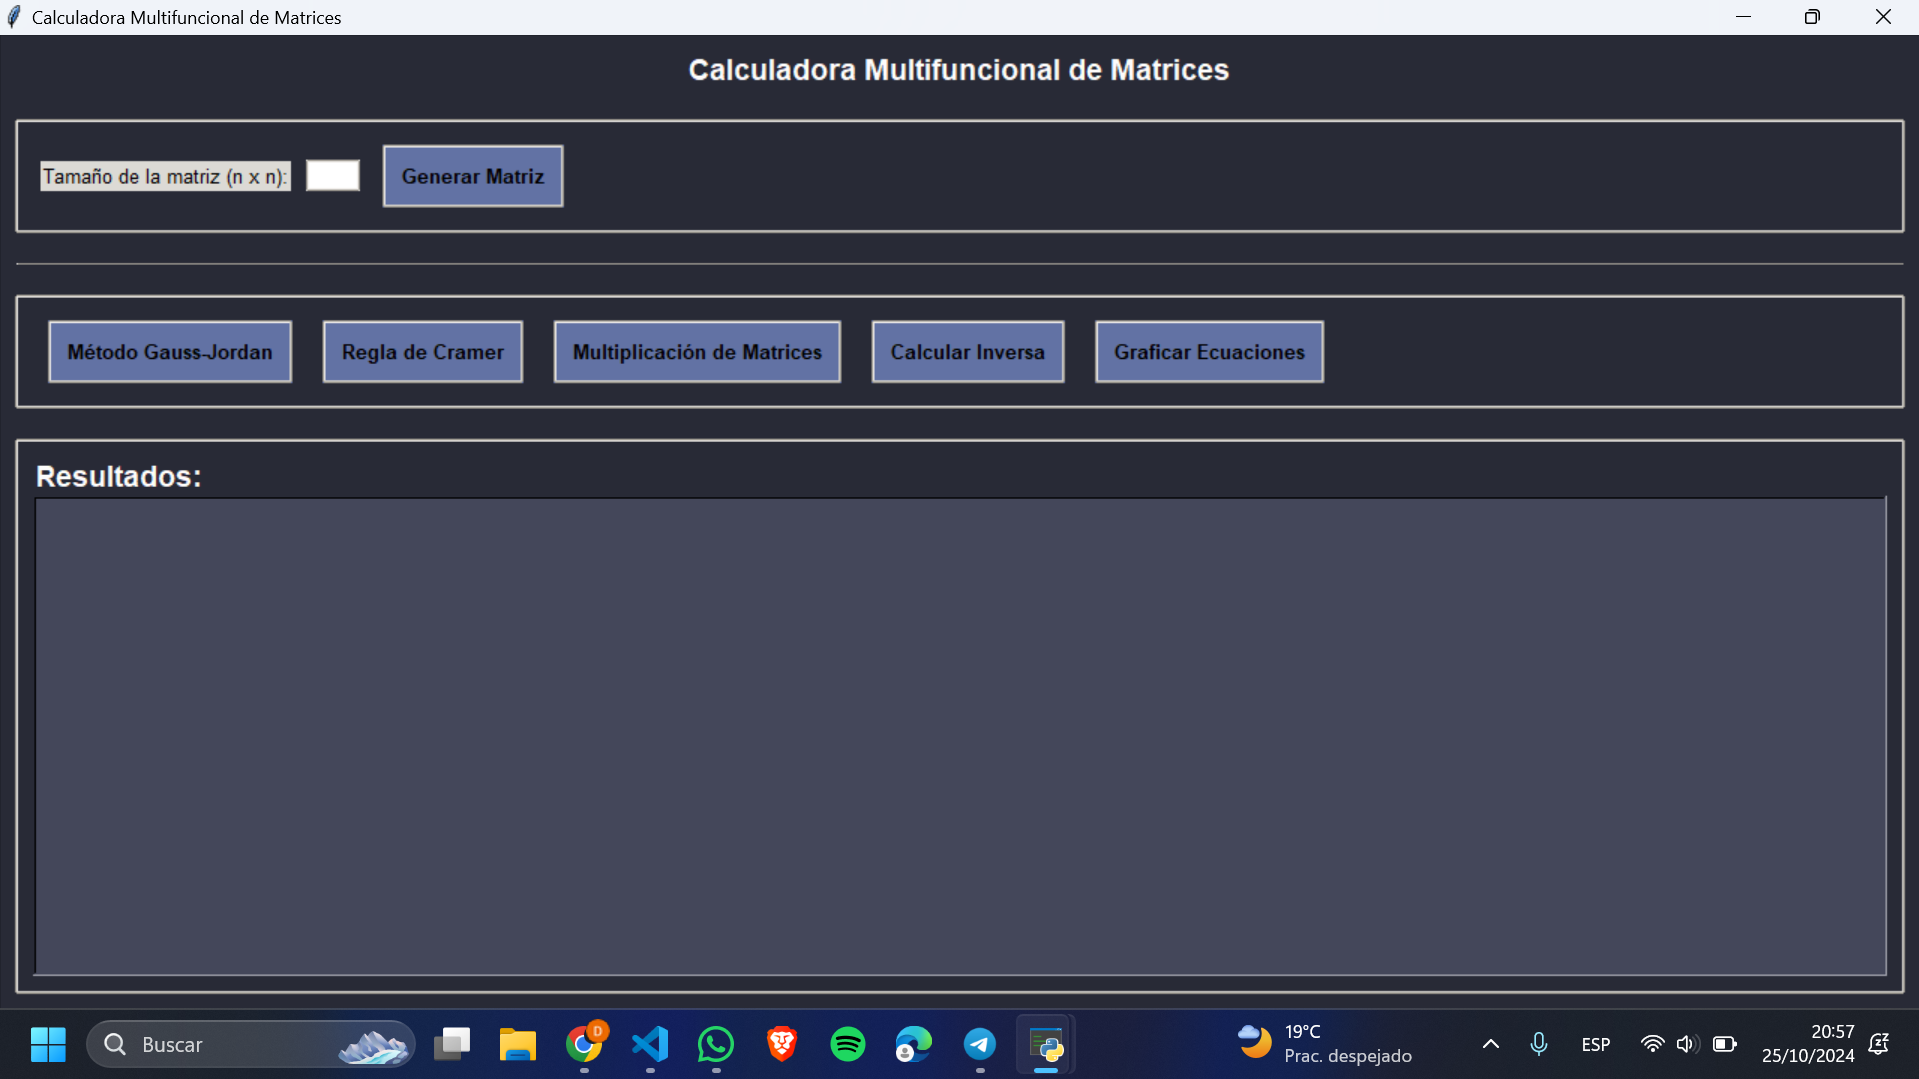 Calculadora Multifuncional de Matrices
Calculadora Multifuncional de Matrices
Tamaño de la matriz (n x n):
Generar Matriz
Método Gauss-Jordan
Regla de Cramer
Multiplicación de Matrices
Calcular Inversa
Graficar Ecuaciones
Resultados:
Buscar
D
19°C
Prac. despejado
ESP
20:57
25/10/2024